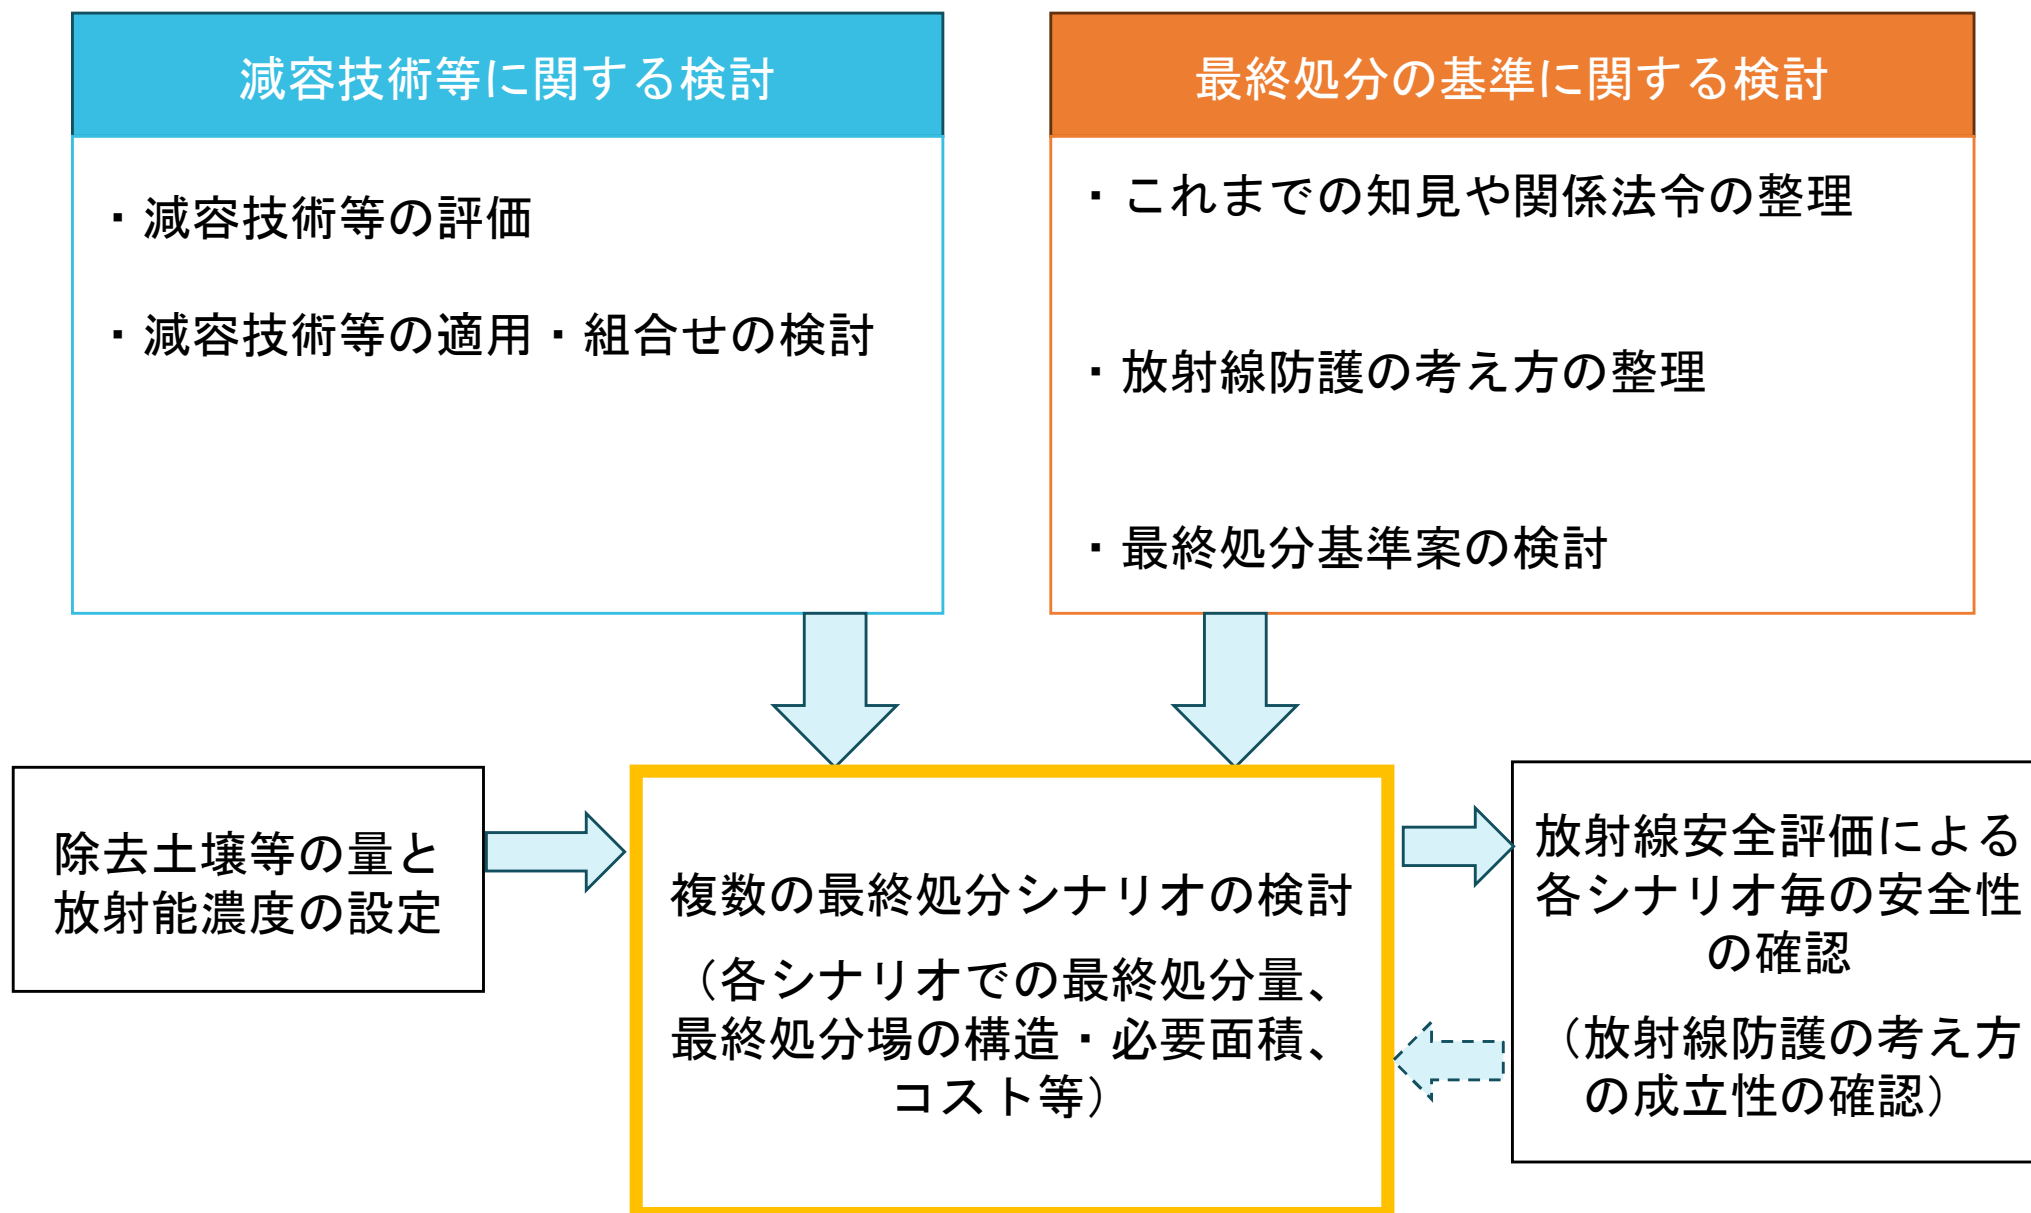 減容技術等に関する検討
・減容技術等の評価
・減容技術等の適用・組合せの検討
最終処分の基準に関する検討
・これまでの知見や関係法令の整理
・放射線防護の考え方の整理
・最終処分基準案の検討
除去土壌等の量と
放射能濃度の設定
複数の最終処分シナリオの検討
（各シナリオでの最終処分量、
最終処分場の構造・必要面積、
コスト等）
放射線安全評価による
各シナリオ毎の安全性
の確認
（放射線防護の考え方
の成立性の確認）